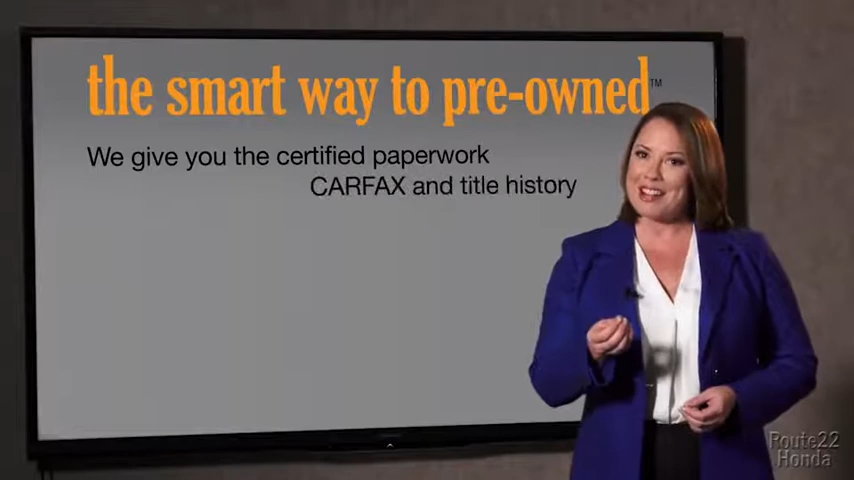 the smart way to pre-owned™
We give you the certified paperwork
CARFAX and title history
Route22
Honda